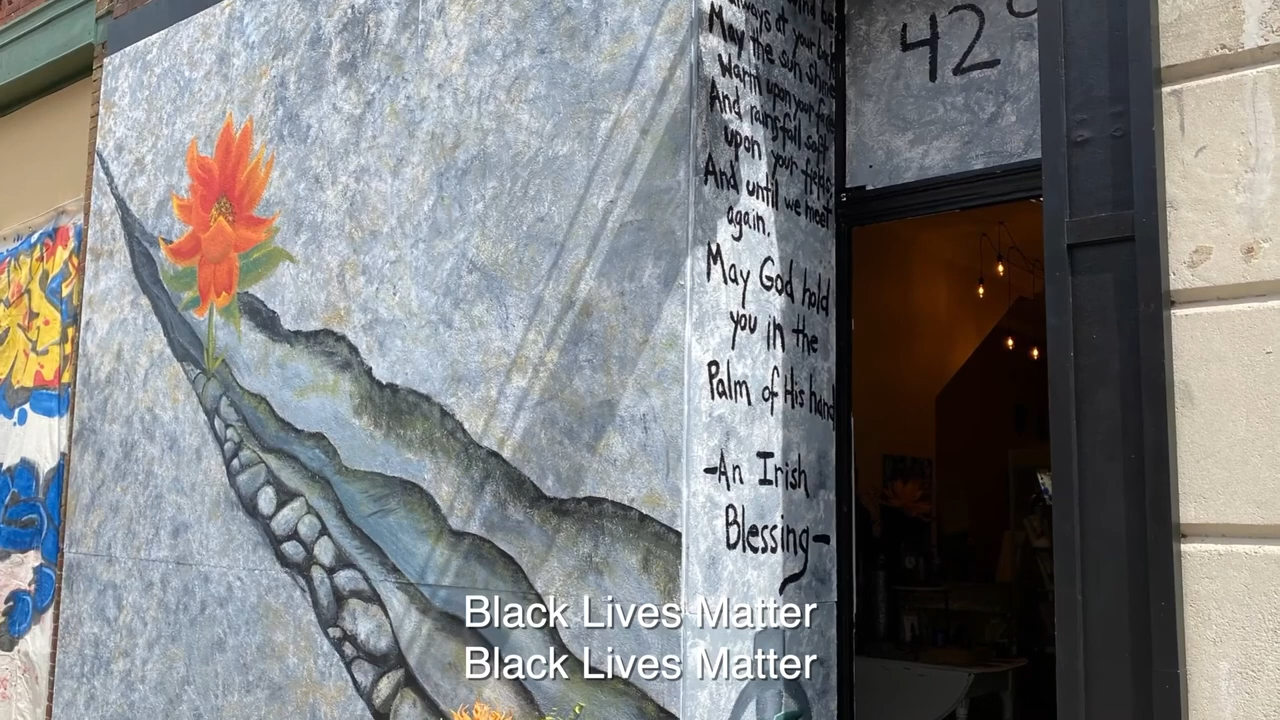 always at your back
May the sun shine
Warm upon your face
And rains fall soft
upon your fields
And until we meet
again.
May God hold
you in the
Palm of His hand
-An Irish
Blessing-
42°
Black Lives Matter
Black Lives Matter